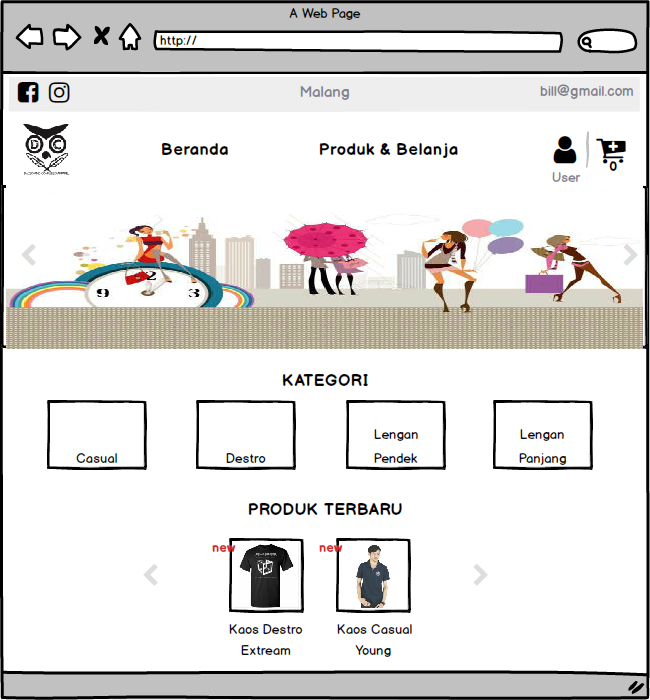 A Web Page
http://
Malang
bill@gmail.com
D C
Beranda
Produk & Belanja
0
User
9 2 3
KATEGORI
Casual
Destro
Lengan
Pendek
Lengan
Panjang
PRODUK TERBARU
new
new
Kaos Destro
Extream
Kaos Casual
Young